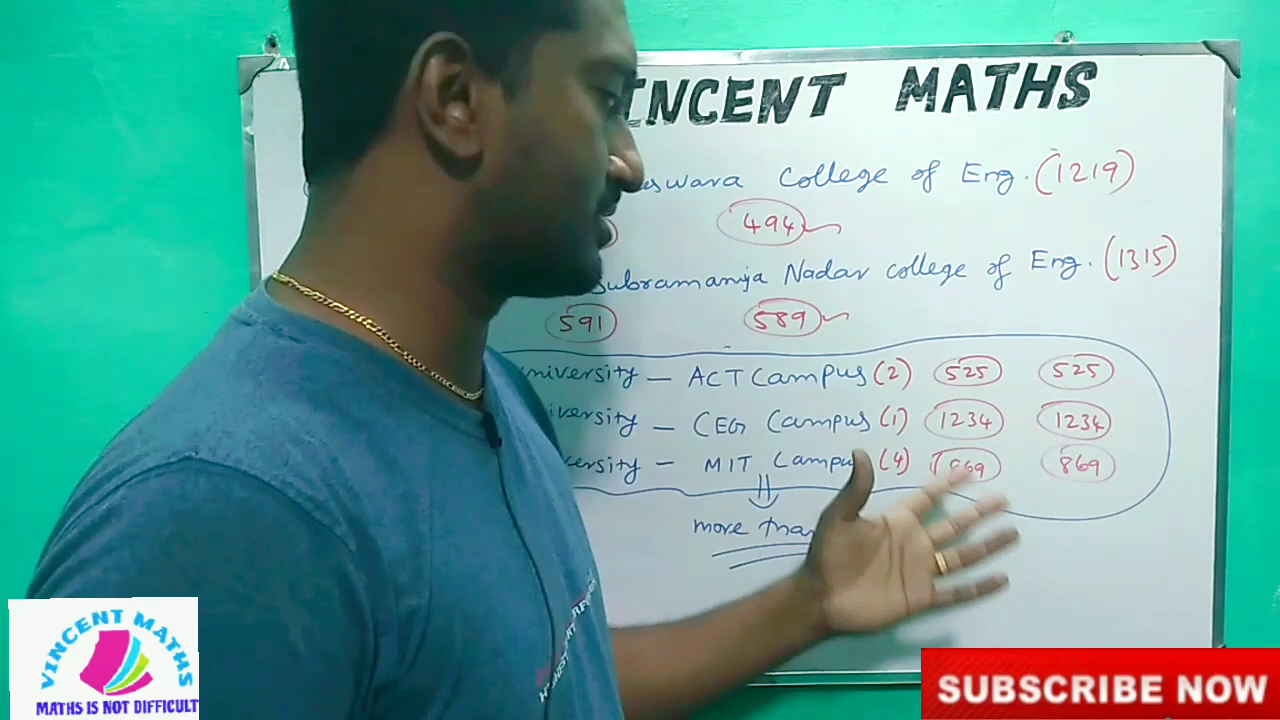 VINCENT MATHS
College of Eng. (1219)
494
Subramaniya Nadar college of Eng. (1315)
591 589
University - ACT Campus (2) 525 525
University - CEG Campus (1) 1234 1234
- MIT Campus (4) 869 869
more than
VINCENT MATHS
MATHS IS NOT DIFFICULT
SUBSCRIBE NOW